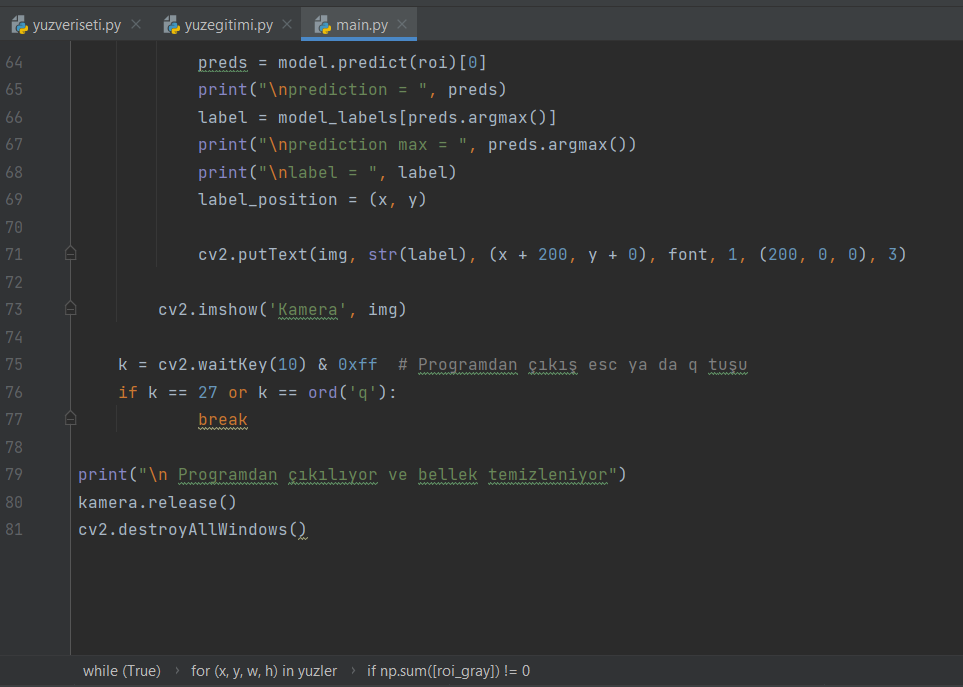 yuzveriseti.py × yuzegitimi.py × main.py ×
64 preds = model.predict(roi)[0]
65 print("\nprediction = ", preds)
66 label = model_labels[preds.argmax()]
67 print("\nprediction max = ", preds.argmax())
68 print("\nlabel = ", label)
69 label_position = (x, y)
70
71 cv2.putText(img, str(label), (x + 200, y + 0), font, 1, (200, 0, 0), 3)
72
73 cv2.imshow('Kamera', img)
74
75 k = cv2.waitKey(10) & 0xff  # Programdan çıkış esc ya da q tuşu
76 if k == 27 or k == ord('q'):
77 break
78
79 print("\n Programdan çıkılıyor ve bellek temizleniyor")
80 kamera.release()
81 cv2.destroyAllWindows()
while (True) › for (x, y, w, h) in yuzler › if np.sum([roi_gray]) != 0